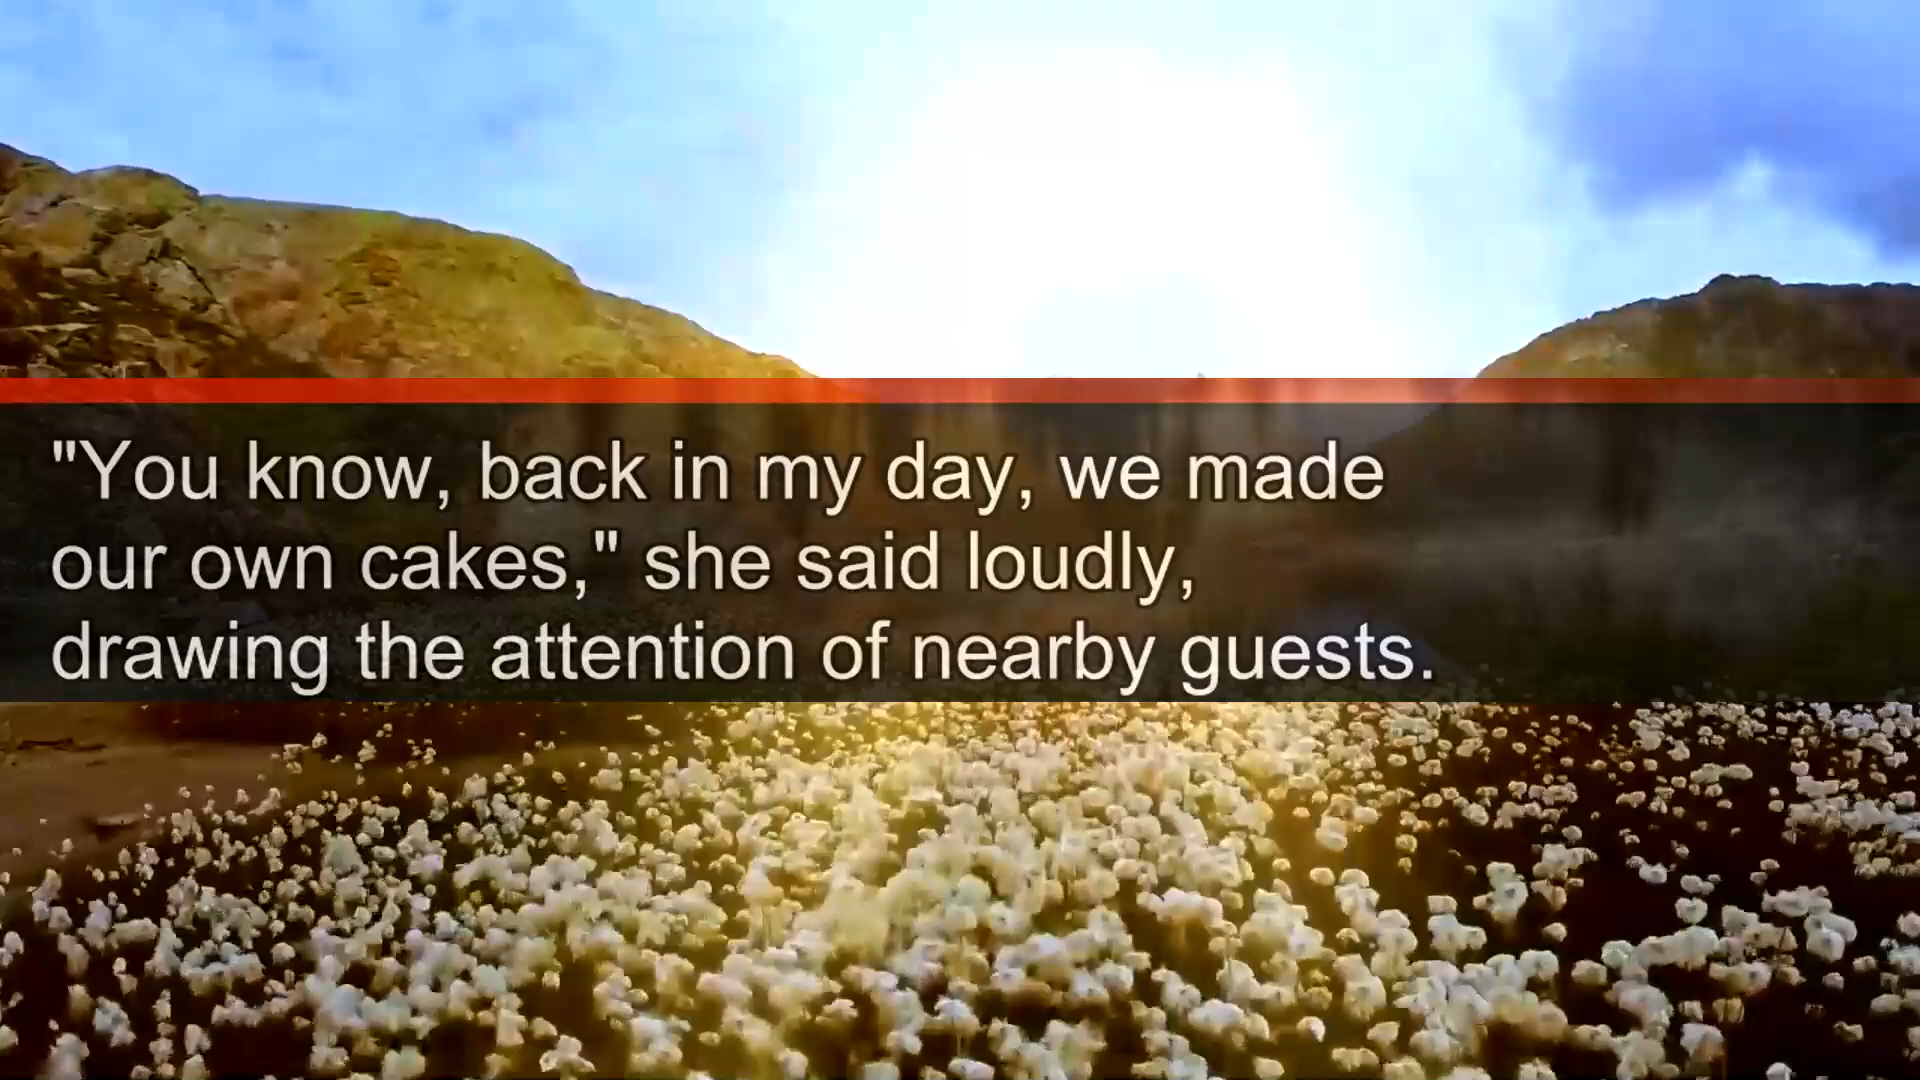 "You know, back in my day, we made
our own cakes," she said loudly,
drawing the attention of nearby guests.